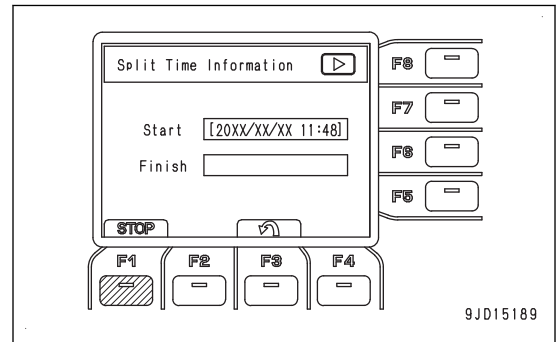 Split Time Information
F8
F7
Start [20XX/XX/XX 11:48]
F6
Finish
F5
STOP
F1 F2 F3 F4
9JD15189